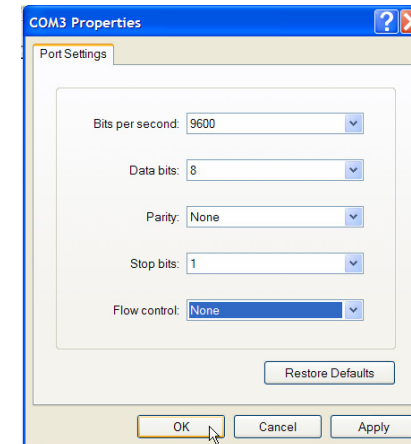 COM3 Properties
Port Settings
Bits per second: 9600
Data bits: 8
Parity: None
Stop bits: 1
Flow control: None
Restore Defaults
OK Cancel Apply